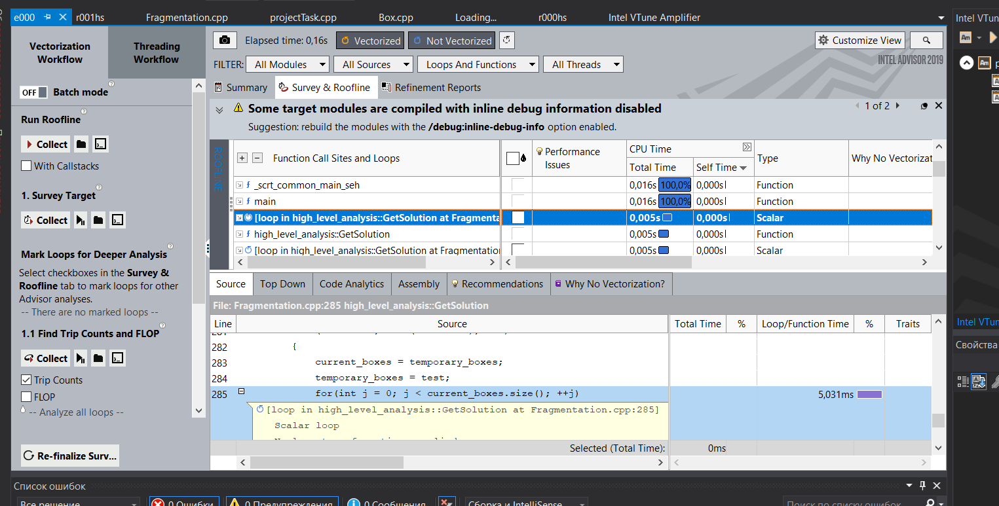 e000
r001hs
Fragmentation.cpp
projectTask.cpp
Box.cpp
Loading...
r000hs
Intel VTune Amplifier
Intel VTun
Vectorization
Workflow
Threading
Workflow
Elapsed time: 0,16s
Vectorized
Not Vectorized
Customize View
FILTER:
All Modules
All Sources
Loops And Functions
All Threads
INTEL ADVISOR 2019
OFF
Batch mode
Summary
Survey & Roofline
Refinement Reports
Some target modules are compiled with inline debug information disabled
1 of 2
Suggestion: rebuild the modules with the /debug:inline-debug-info option enabled.
Run Roofline
Collect
With Callstacks
1. Survey Target
Collect
Mark Loops for Deeper Analysis
Select checkboxes in the Survey &
Roofline tab to mark loops for other
Advisor analyses.
-- There are no marked loops --
1.1 Find Trip Counts and FLOP
Collect
Trip Counts
FLOP
-- Analyze all loops --
Re-finalize Surv...
ROOFLINE
Function Call Sites and Loops
Performance
Issues
CPU Time
Total Time
Self Time
Type
Why No Vectorizat
_scrt_common_main_seh 0,016s 100,0% 0,000s Function
main 0,016s 100,0% 0,000s Function
[loop in high_level_analysis::GetSolution at Fragmenta 0,005s 0,000s Scalar
high_level_analysis::GetSolution 0,005s 0,000s Function
[loop in high_level_analysis::GetSolution at Fragmentation 0,005s 0,000s Scalar
Source
Top Down
Code Analytics
Assembly
Recommendations
Why No Vectorization?
File: Fragmentation.cpp:285 high_level_analysis::GetSolution
Line Source Total Time % Loop/Function Time % Traits
282 {
283 current_boxes = temporary_boxes;
284 temporary_boxes = test;
285 for(int j = 0; j < current_boxes.size(); ++j) 5,031ms
[loop in high_level_analysis::GetSolution at Fragmentation.cpp:285]
Scalar loop
Selected (Total Time): 0ms
Intel VTun
Свойства
Список ошибок
Все решение
0 Ошибки
0 Предупреждения
0 Сообщения
Сборка и IntelliSense
Поиск по списку ошибок